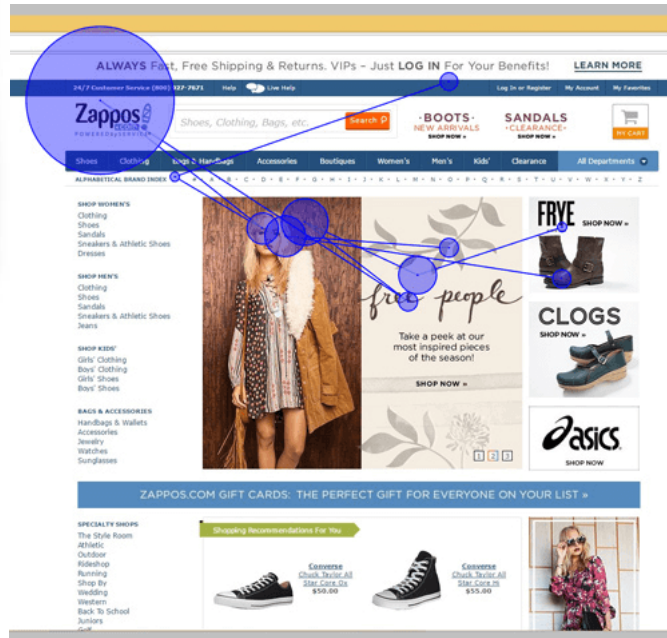 ALWAYS Fast, Free Shipping & Returns. VIPs – Just LOG IN For Your Benefits! LEARN MORE
24/7 Customer Service (800) 927-7671 Help Live Help Log In or Register My Account My Favorites
Zappos .com
POWERED by SERVICE
Shoes, Clothing, Bags, etc. Search
·BOOTS·
NEW ARRIVALS
SHOP NOW »
SANDALS
·CLEARANCE·
SHOP NOW »
MY CART
Shoes Clothing Bags & Handbags Accessories Boutiques Women's Men's Kids' Clearance All Departments
ALPHABETICAL BRAND INDEX # · A · B · C · D · E · F · G · H · I · J · K · L · M · N · O · P · Q · R · S · T · U · V · W · X · Y · Z
SHOP WOMEN'S
Clothing
Shoes
Sandals
Sneakers & Athletic Shoes
Dresses
SHOP MEN'S
Clothing
Shoes
Sandals
Sneakers & Athletic Shoes
Jeans
SHOP KIDS'
Girls' Clothing
Boys' Clothing
Girls' Shoes
Boys' Shoes
BAGS & ACCESSORIES
Handbags & Wallets
Accessories
Jewelry
Watches
Sunglasses
free people
Take a peek at our
most inspired pieces
of the season!
SHOP NOW »
1 2 3
FRYE
SHOP NOW »
CLOGS
SHOP NOW »
asics
SHOP NOW
ZAPPOS.COM GIFT CARDS: THE PERFECT GIFT FOR EVERYONE ON YOUR LIST »
SPECIALTY SHOPS
The Style Room
Athletic
Outdoor
Rideshop
Running
Shop By
Wedding
Western
Back To School
Juniors
Golf
Shopping Recommendations For You
Converse
Chuck Taylor All
Star Core Ox
$50.00
Converse
Chuck Taylor All
Star Core Hi
$55.00